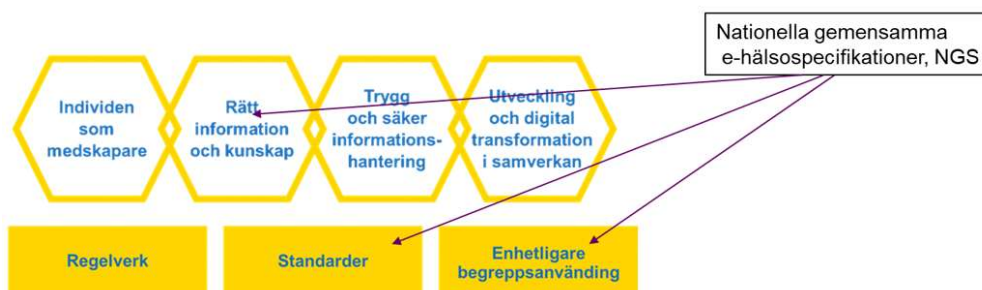 Nationella gemensamma
e-hälsospecifikationer, NGS
Individen
som
medskapare
Rätt
information
och kunskap
Trygg
och säker
informations-
hantering
Utveckling
och digital
transformation
i samverkan
Regelverk
Standarder
Enhetligare
begreppsanvänding